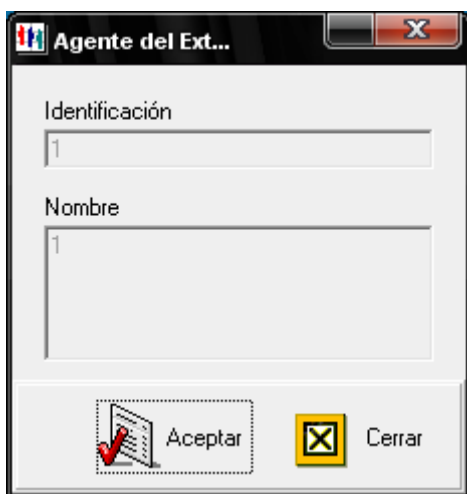 Agente del Ext...
Identificación
1
Nombre
1
Aceptar Cerrar